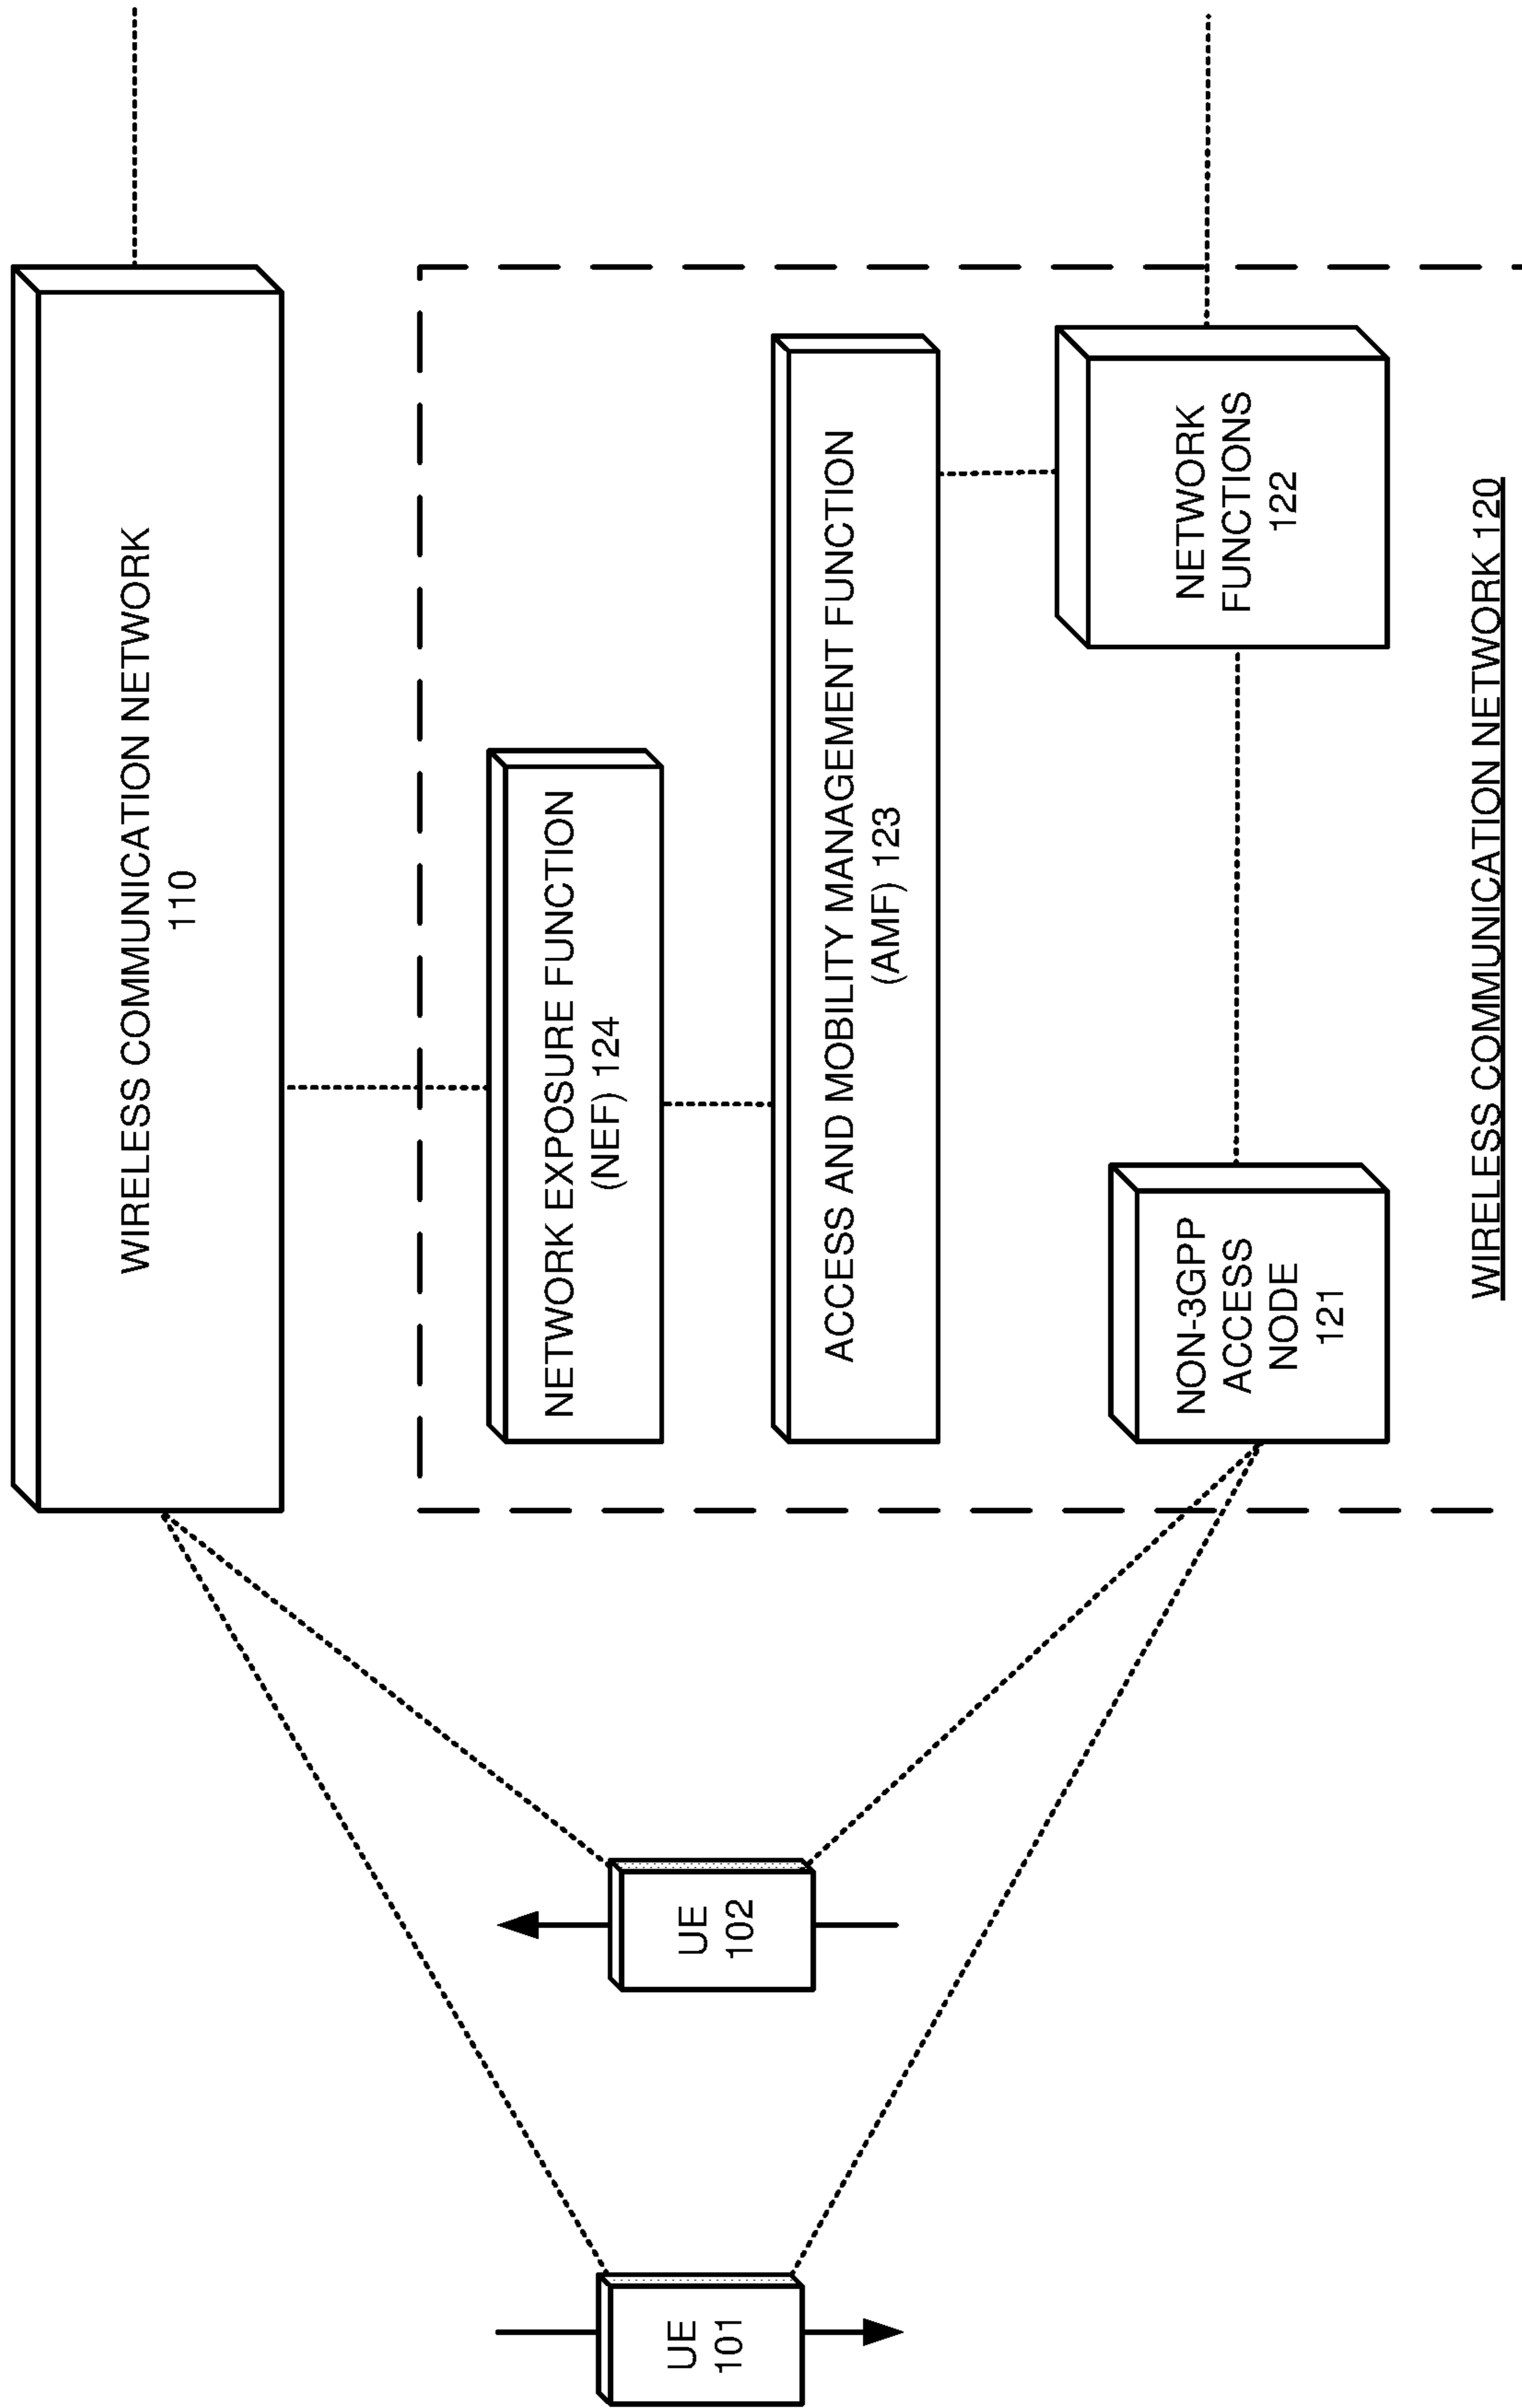 WIRELESS COMMUNICATION NETWORK
110
NETWORK EXPOSURE FUNCTION
(NEF) 124
ACCESS AND MOBILITY MANAGEMENT FUNCTION
(AMF) 123
NON-3GPP
ACCESS
NODE
121
NETWORK
FUNCTIONS
122
WIRELESS COMMUNICATION NETWORK 120
UE
101
UE
102